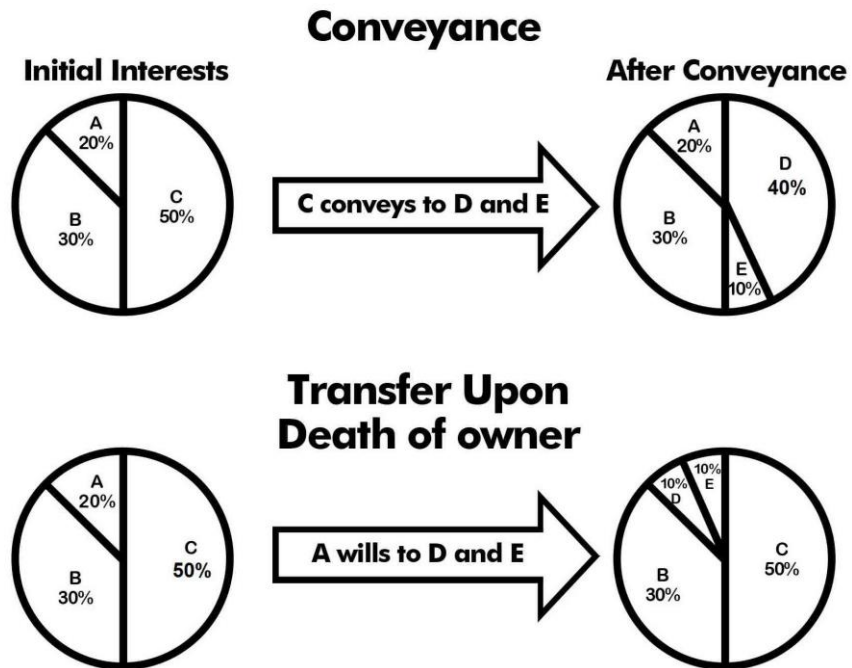 Conveyance
Initial Interests
After Conveyance
A
20%
B
30%
C
50%
C conveys to D and E
A
20%
B
30%
D
40%
E
10%
Transfer Upon
Death of owner
A
20%
B
30%
C
50%
A wills to D and E
10%
D
10%
E
B
30%
C
50%